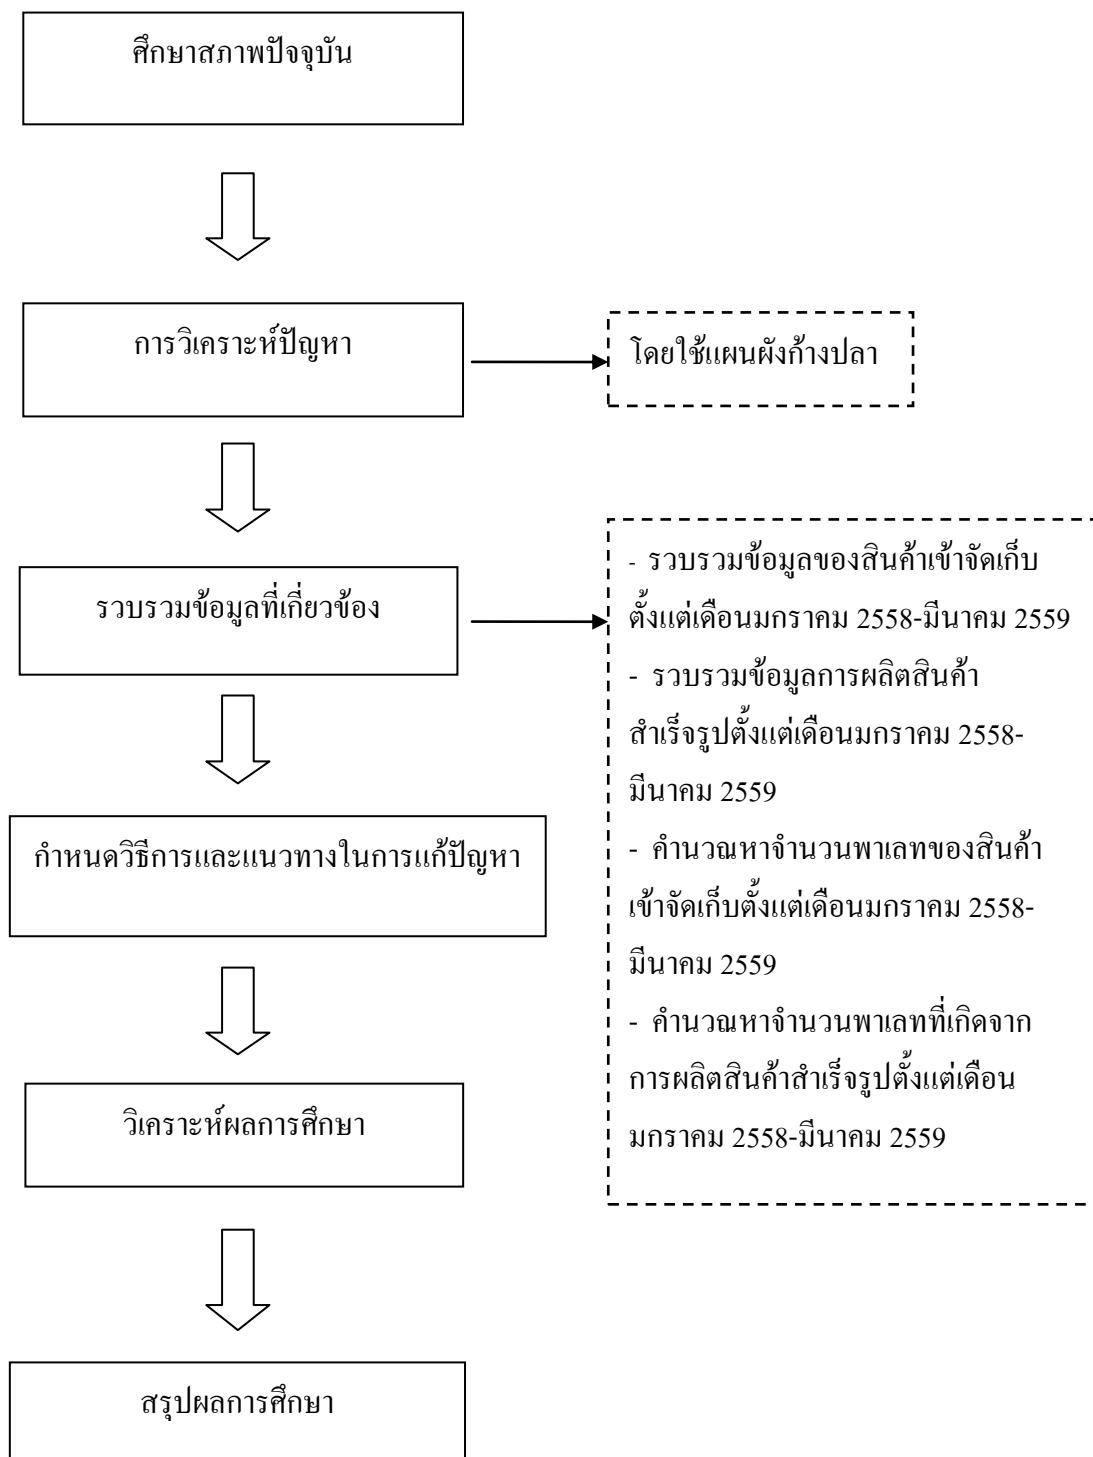 ศึกษาสภาพปัจจุบัน
การวิเคราะห์ปัญหา
โดยใช้แผนผังก้างปลา
รวบรวมข้อมูลที่เกี่ยวข้อง
- รวบรวมข้อมูลของสินค้าเข้าจัดเก็บ
ตั้งแต่เดือนมกราคม 2558-มีนาคม 2559
- รวบรวมข้อมูลการผลิตสินค้า
สำเร็จรูปตั้งแต่เดือนมกราคม 2558-
มีนาคม 2559
- คำนวณหาจำนวนพาเลทของสินค้า
เข้าจัดเก็บตั้งแต่เดือนมกราคม 2558-
มีนาคม 2559
- คำนวณหาจำนวนพาเลทที่เกิดจาก
การผลิตสินค้าสำเร็จรูปตั้งแต่เดือน
มกราคม 2558-มีนาคม 2559
กำหนดวิธีการและแนวทางในการแก้ปัญหา
วิเคราะห์ผลการศึกษา
สรุปผลการศึกษา